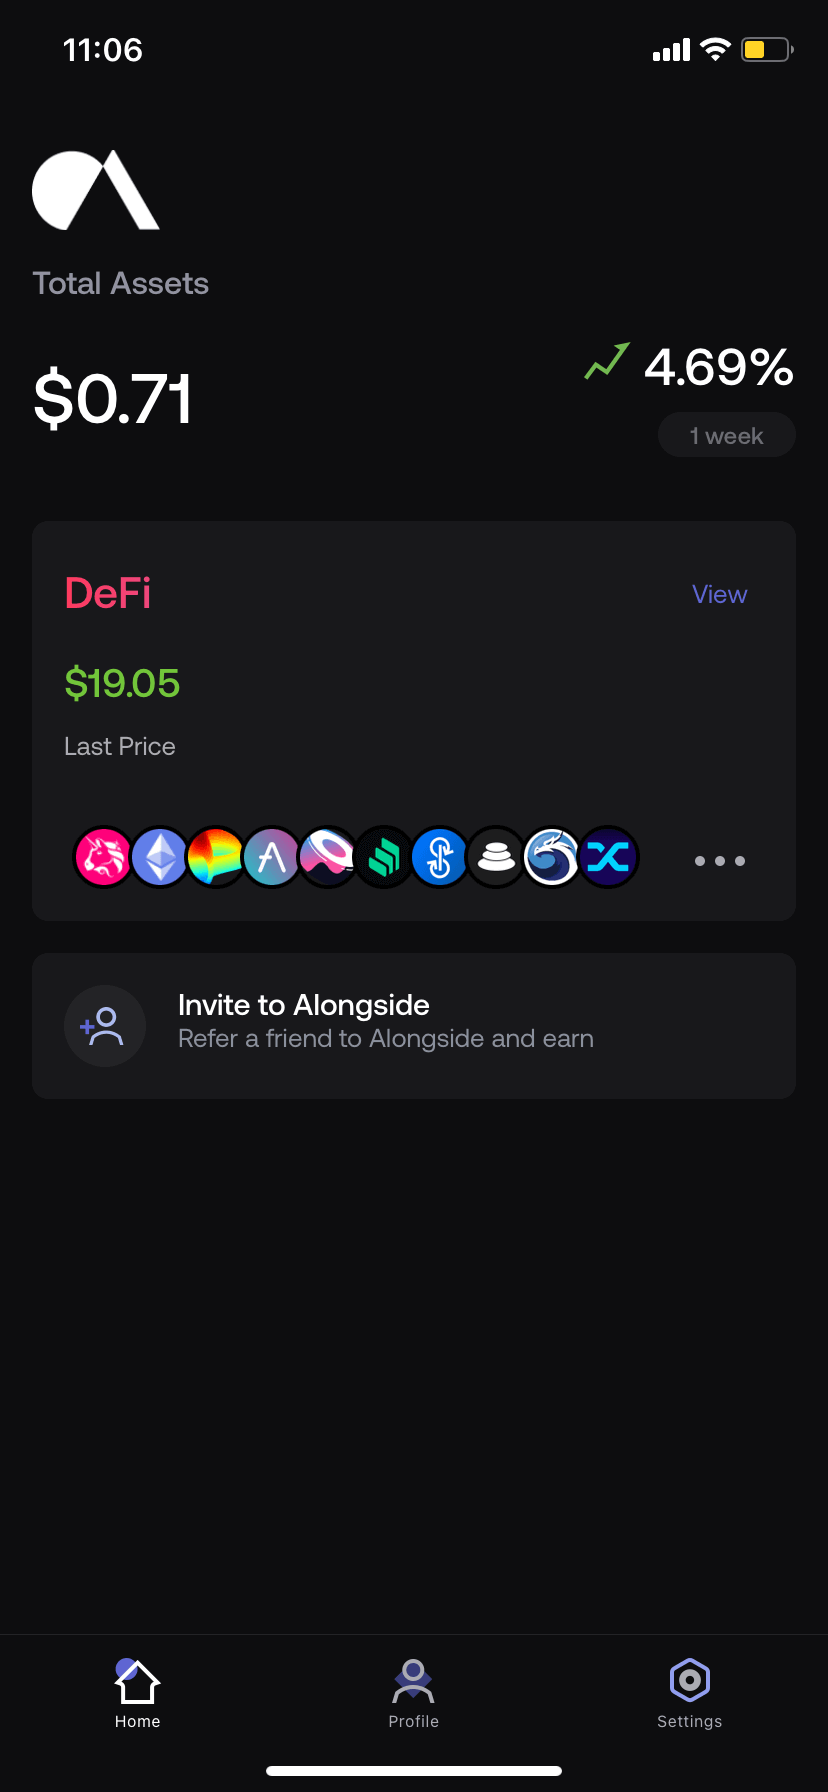 11:06
Total Assets
$0.71
4.69%
1 week
DeFi
View
$19.05
Last Price
Invite to Alongside
Refer a friend to Alongside and earn
Home
Profile
Settings